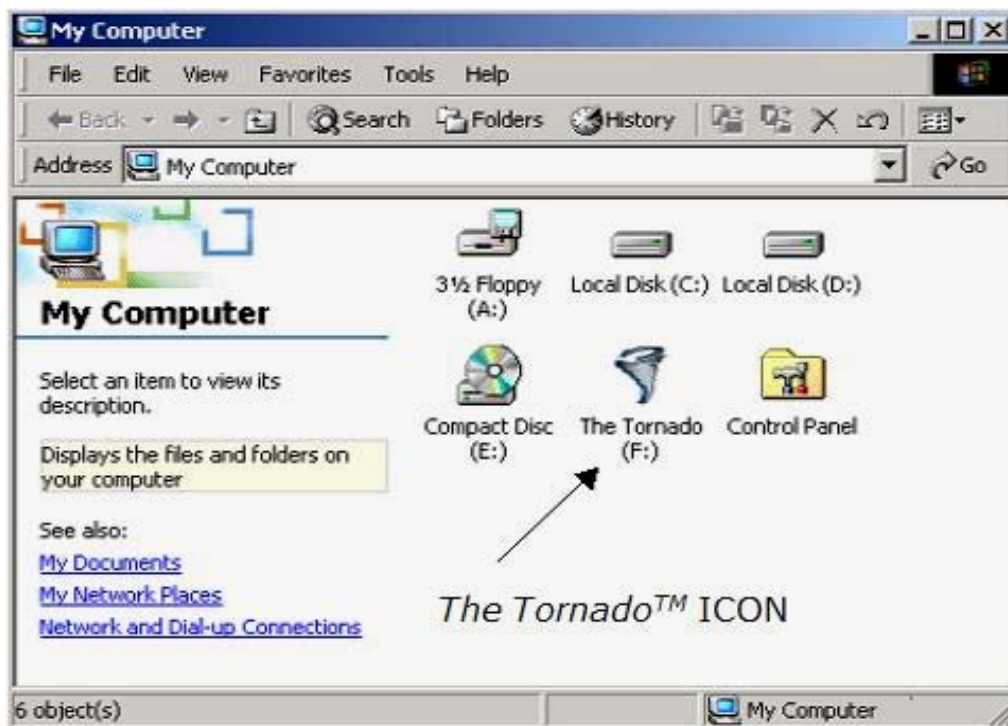 My Computer
File Edit View Favorites Tools Help
Back Search Folders History
Address My Computer Go
My Computer
Select an item to view its
description.
Displays the files and folders on
your computer
See also:
My Documents
My Network Places
Network and Dial-up Connections
3½ Floppy
(A:)
Local Disk (C:)
Local Disk (D:)
Compact Disc
(E:)
The Tornado
(F:)
Control Panel
The Tornado™ ICON
6 object(s)
My Computer